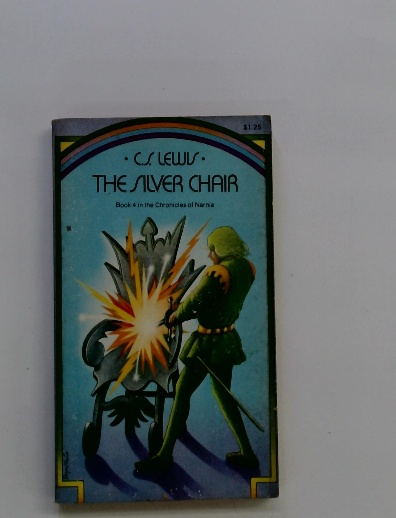 $1.25
• C.S. LEWIS •
THE SILVER CHAIR
Book 4 in the Chronicles of Narnia